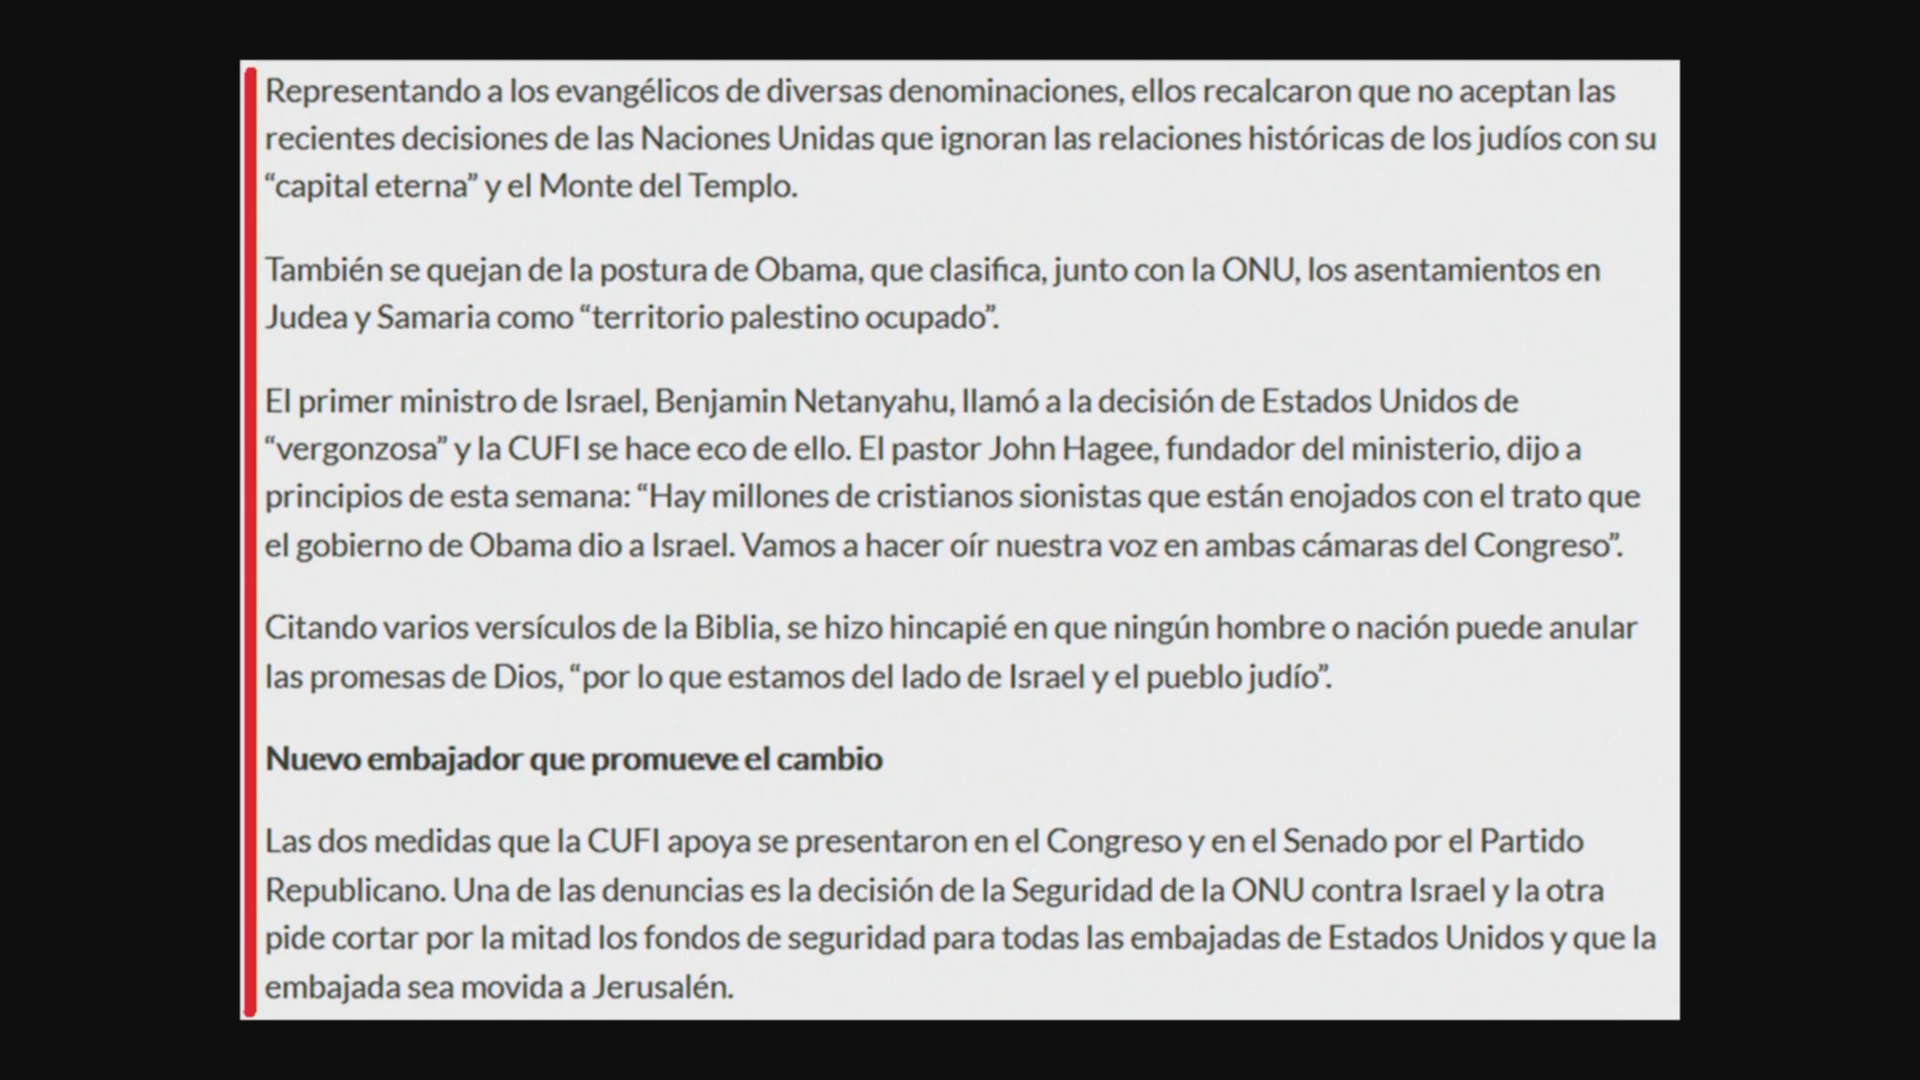 Representando a los evangélicos de diversas denominaciones, ellos recalcaron que no aceptan las
recientes decisiones de las Naciones Unidas que ignoran las relaciones históricas de los judíos con su
“capital eterna” y el Monte del Templo.
También se quejan de la postura de Obama, que clasifica, junto con la ONU, los asentamientos en
Judea y Samaria como “territorio palestino ocupado”.
El primer ministro de Israel, Benjamin Netanyahu, llamó a la decisión de Estados Unidos de
“vergonzosa” y la CUFI se hace eco de ello. El pastor John Hagee, fundador del ministerio, dijo a
principios de esta semana: “Hay millones de cristianos sionistas que están enojados con el trato que
el gobierno de Obama dio a Israel. Vamos a hacer oír nuestra voz en ambas cámaras del Congreso”.
Citando varios versículos de la Biblia, se hizo hincapié en que ningún hombre o nación puede anular
las promesas de Dios, “por lo que estamos del lado de Israel y el pueblo judío”.
Nuevo embajador que promueve el cambio
Las dos medidas que la CUFI apoya se presentaron en el Congreso y en el Senado por el Partido
Republicano. Una de las denuncias es la decisión de la Seguridad de la ONU contra Israel y la otra
pide cortar por la mitad los fondos de seguridad para todas las embajadas de Estados Unidos y que la
embajada sea movida a Jerusalén.